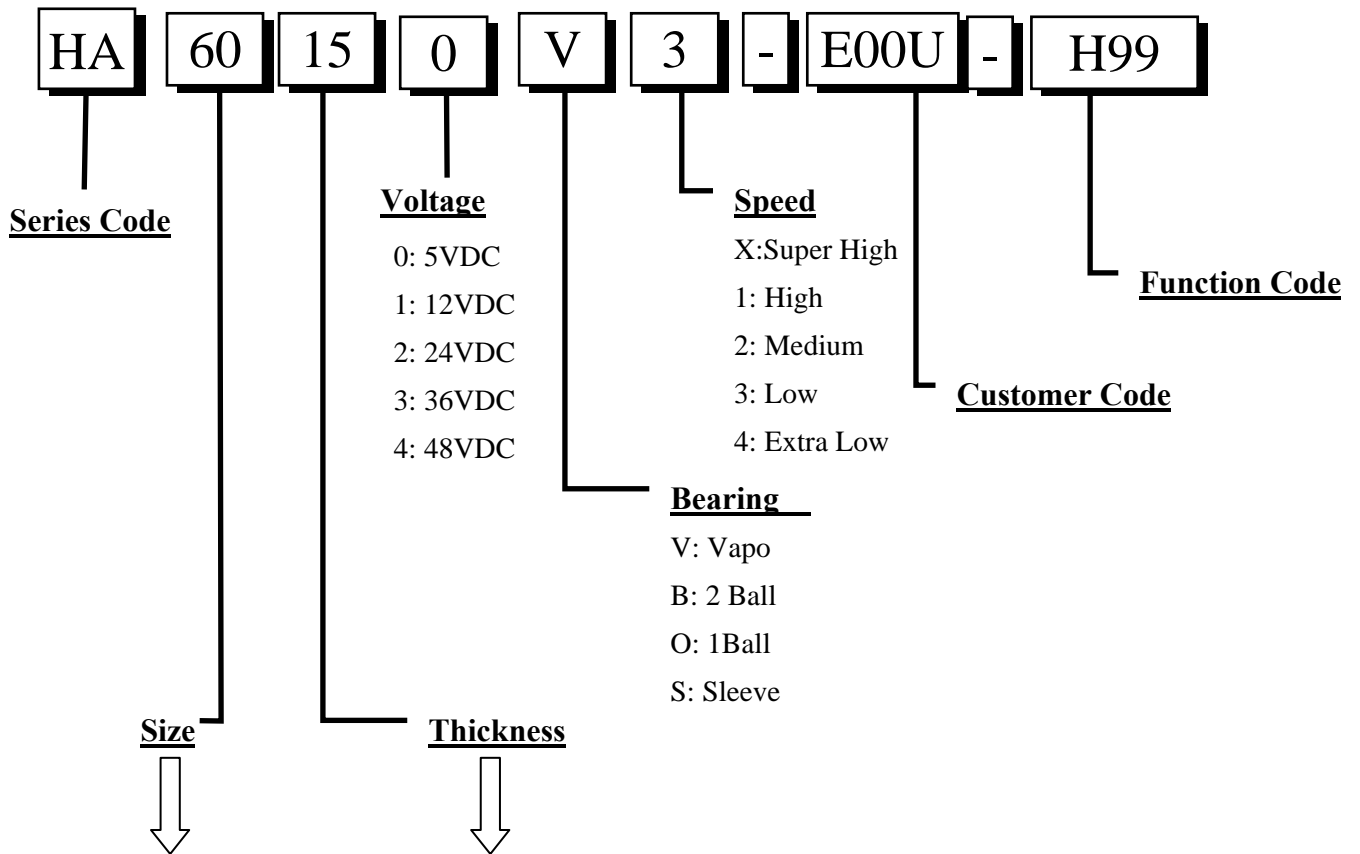 HA 60 15 0 V 3 - E00U - H99
Series Code
Voltage
0: 5VDC
1: 12VDC
2: 24VDC
3: 36VDC
4: 48VDC
Speed
X:Super High
1: High
2: Medium
3: Low
4: Extra Low
Function Code
Customer Code
Bearing
V: Vapo
B: 2 Ball
O: 1Ball
S: Sleeve
Size
Thickness